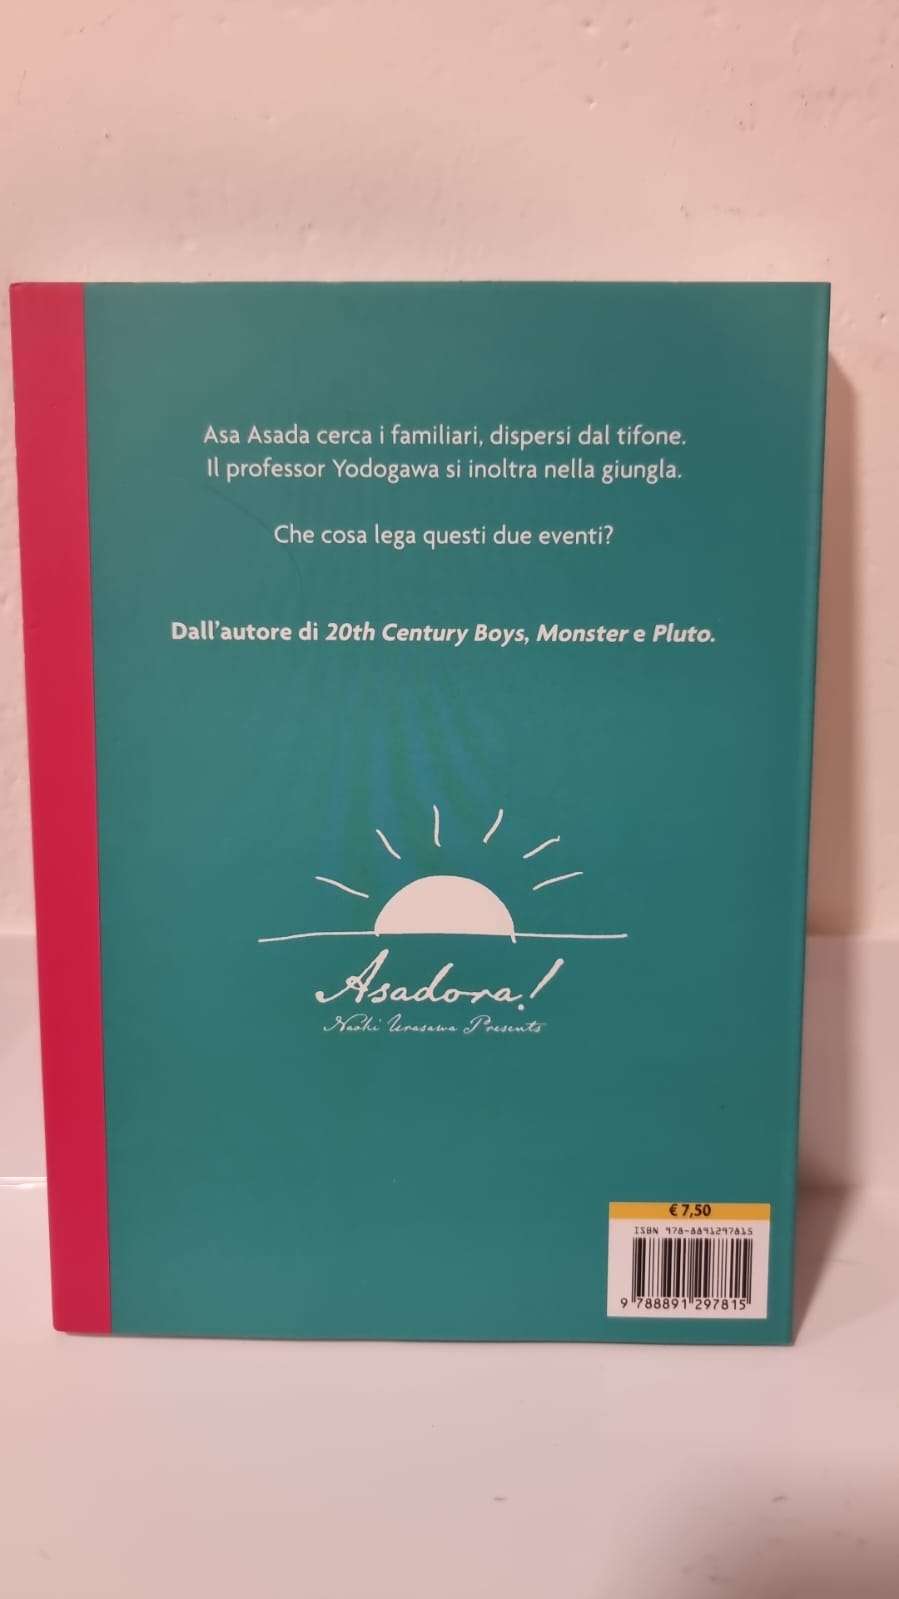 Asa Asada cerca i familiari, dispersi dal tifone.
Il professor Yodogawa si inoltra nella giungla.
Che cosa lega questi due eventi?
Dall'autore di 20th Century Boys, Monster e Pluto.
Asadora!
Naoki Urasawa Presents
€ 7,50
ISBN 978-8891297815
9 788891 297815